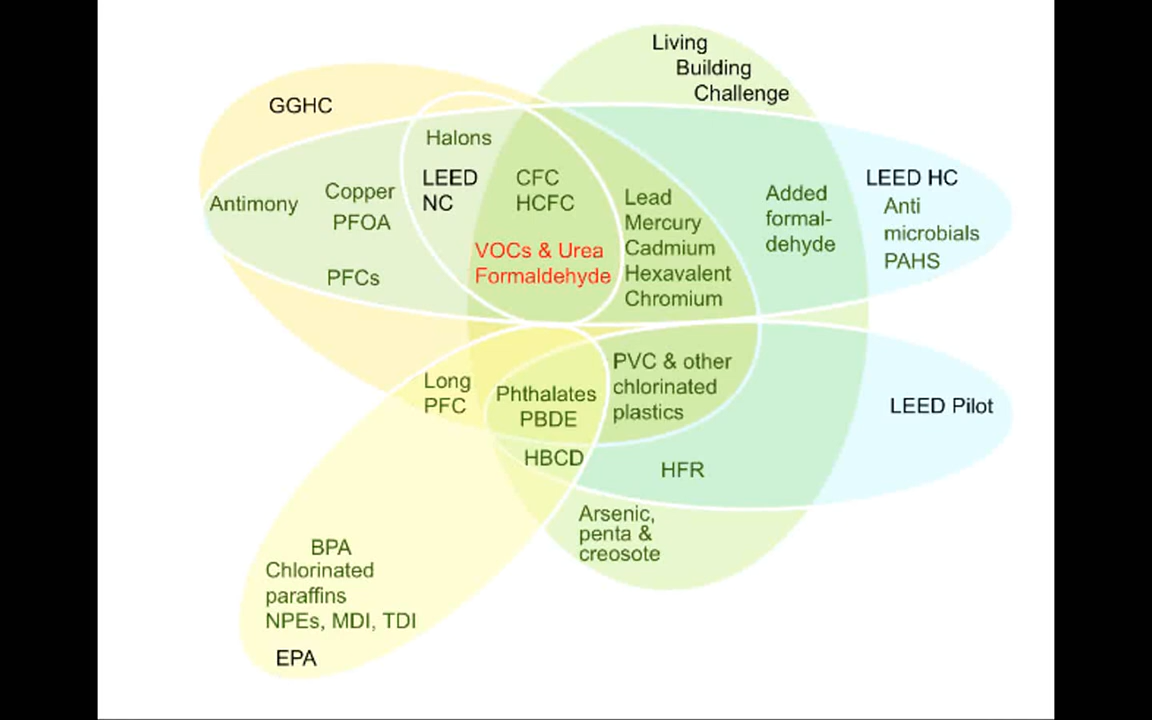 Living
Building
Challenge
GGHC
Halons
LEED
NC
CFC
HCFC
VOCs & Urea
Formaldehyde
Antimony
Copper
PFOA
PFCs
Lead
Mercury
Cadmium
Hexavalent
Chromium
Added
formal-
dehyde
LEED HC
Anti
microbials
PAHS
Long
PFC
Phthalates
PBDE
HBCD
PVC & other
chlorinated
plastics
LEED Pilot
HFR
Arsenic,
penta &
creosote
BPA
Chlorinated
paraffins
NPEs, MDI, TDI
EPA